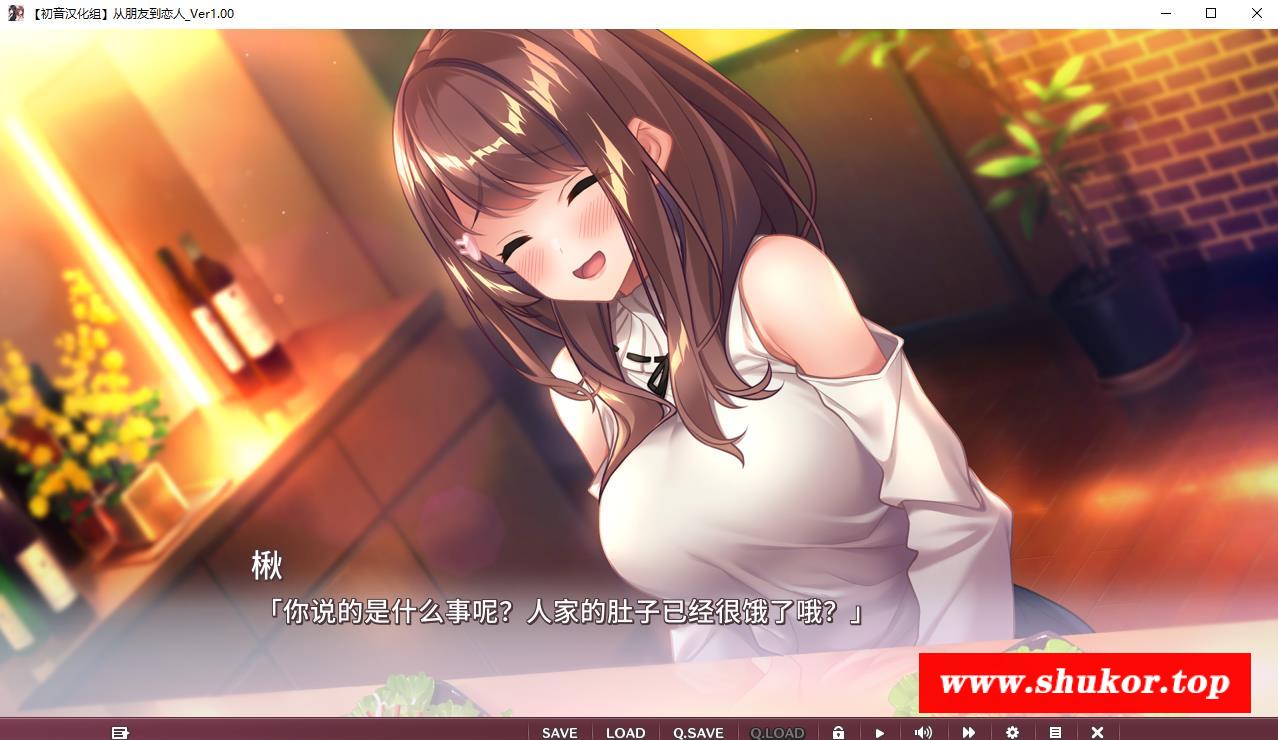 【初音汉化组】从朋友到恋人_Ver1.00
楸
「你说的是什么事呢？人家的肚子已经很饿了哦？」
www.shukor.top
SAVE LOAD Q.SAVE Q.LOAD